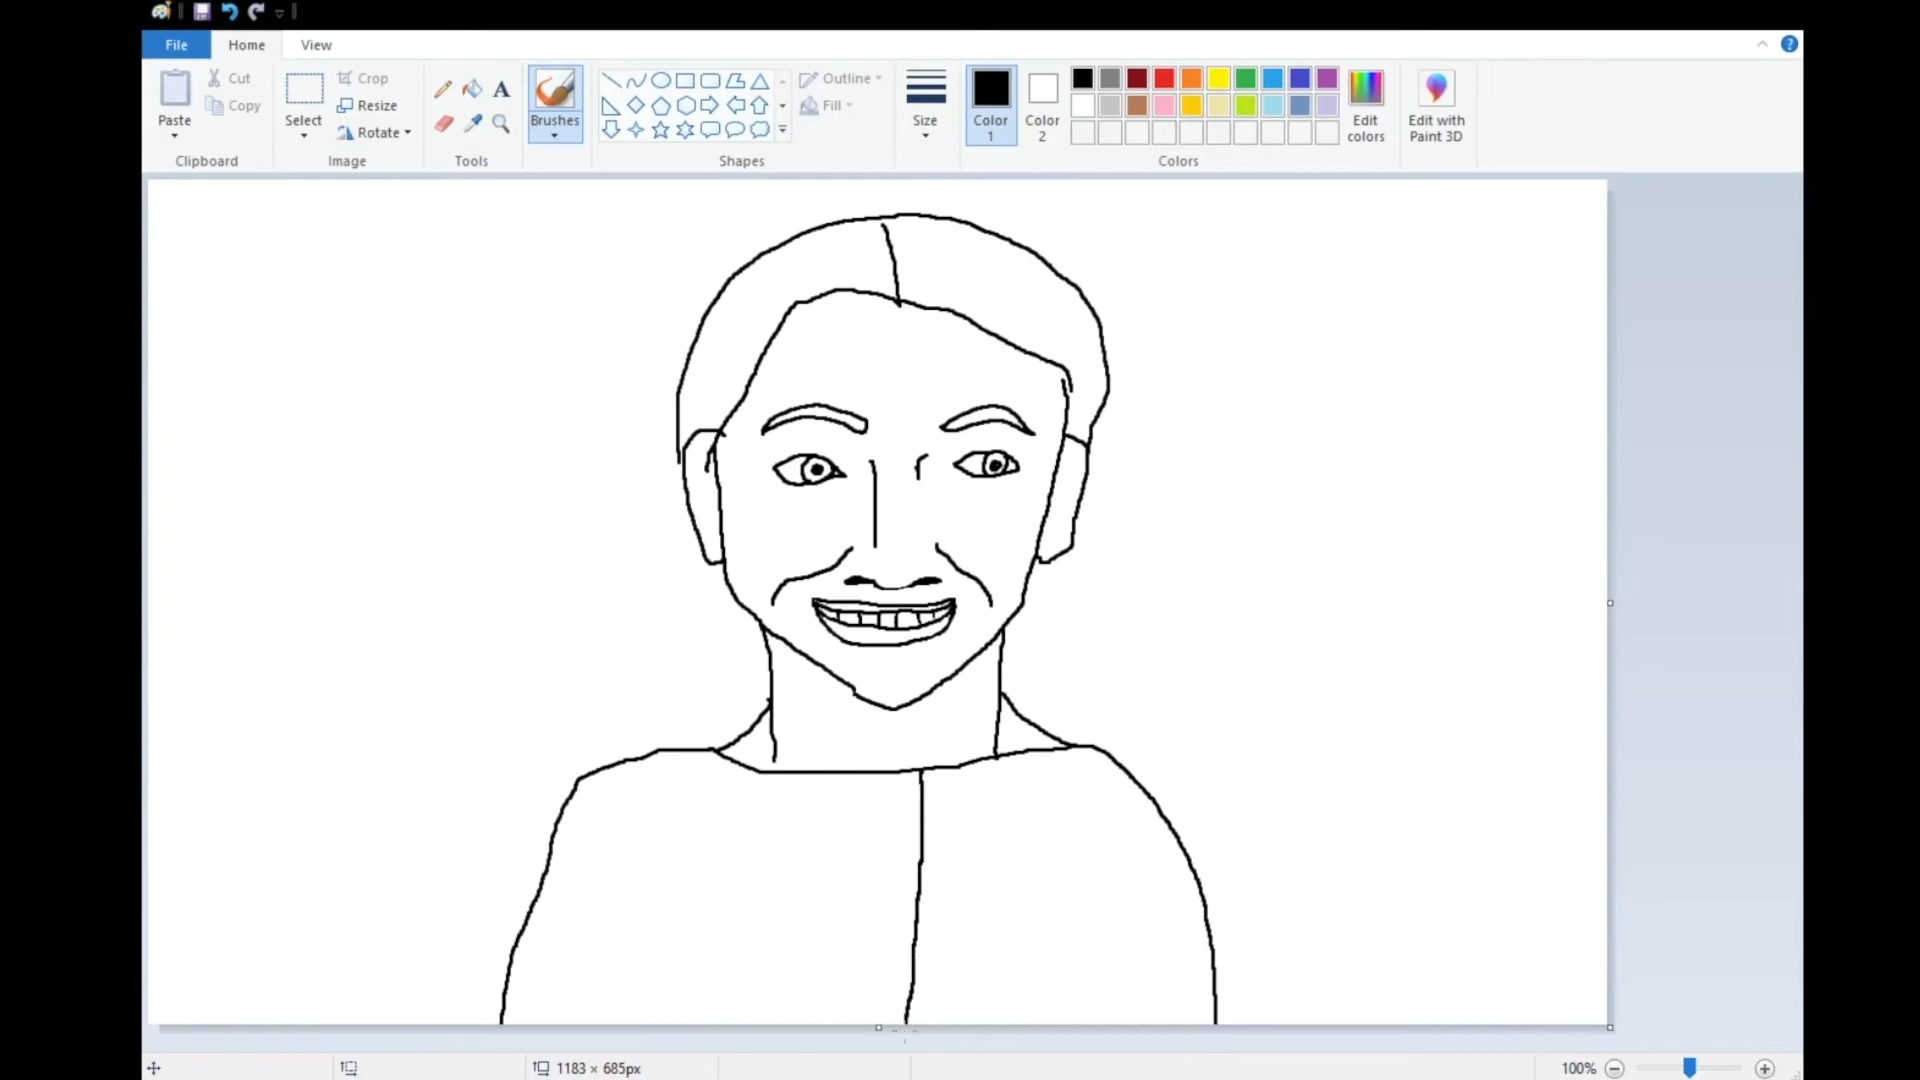 File Home View
Paste
Cut
Copy
Clipboard
Select
Crop
Resize
Rotate
Image
A
Tools
Brushes
Outline
Fill
Shapes
Size
Color 1
Color 2
Edit colors
Colors
Edit with Paint 3D
?
1183 × 685px
100%